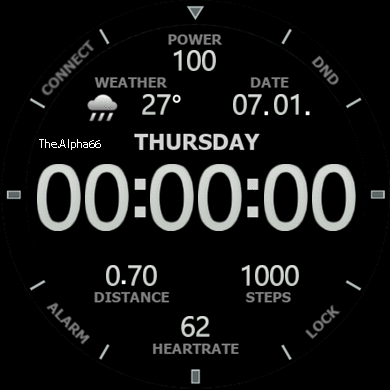 POWER
100
CONNECT
DND
WEATHER
DATE
27°
07.01.
THURSDAY
The.Alpha66
00:00:00
0.70
1000
DISTANCE
STEPS
62
HEARTRATE
ALARM
LOCK